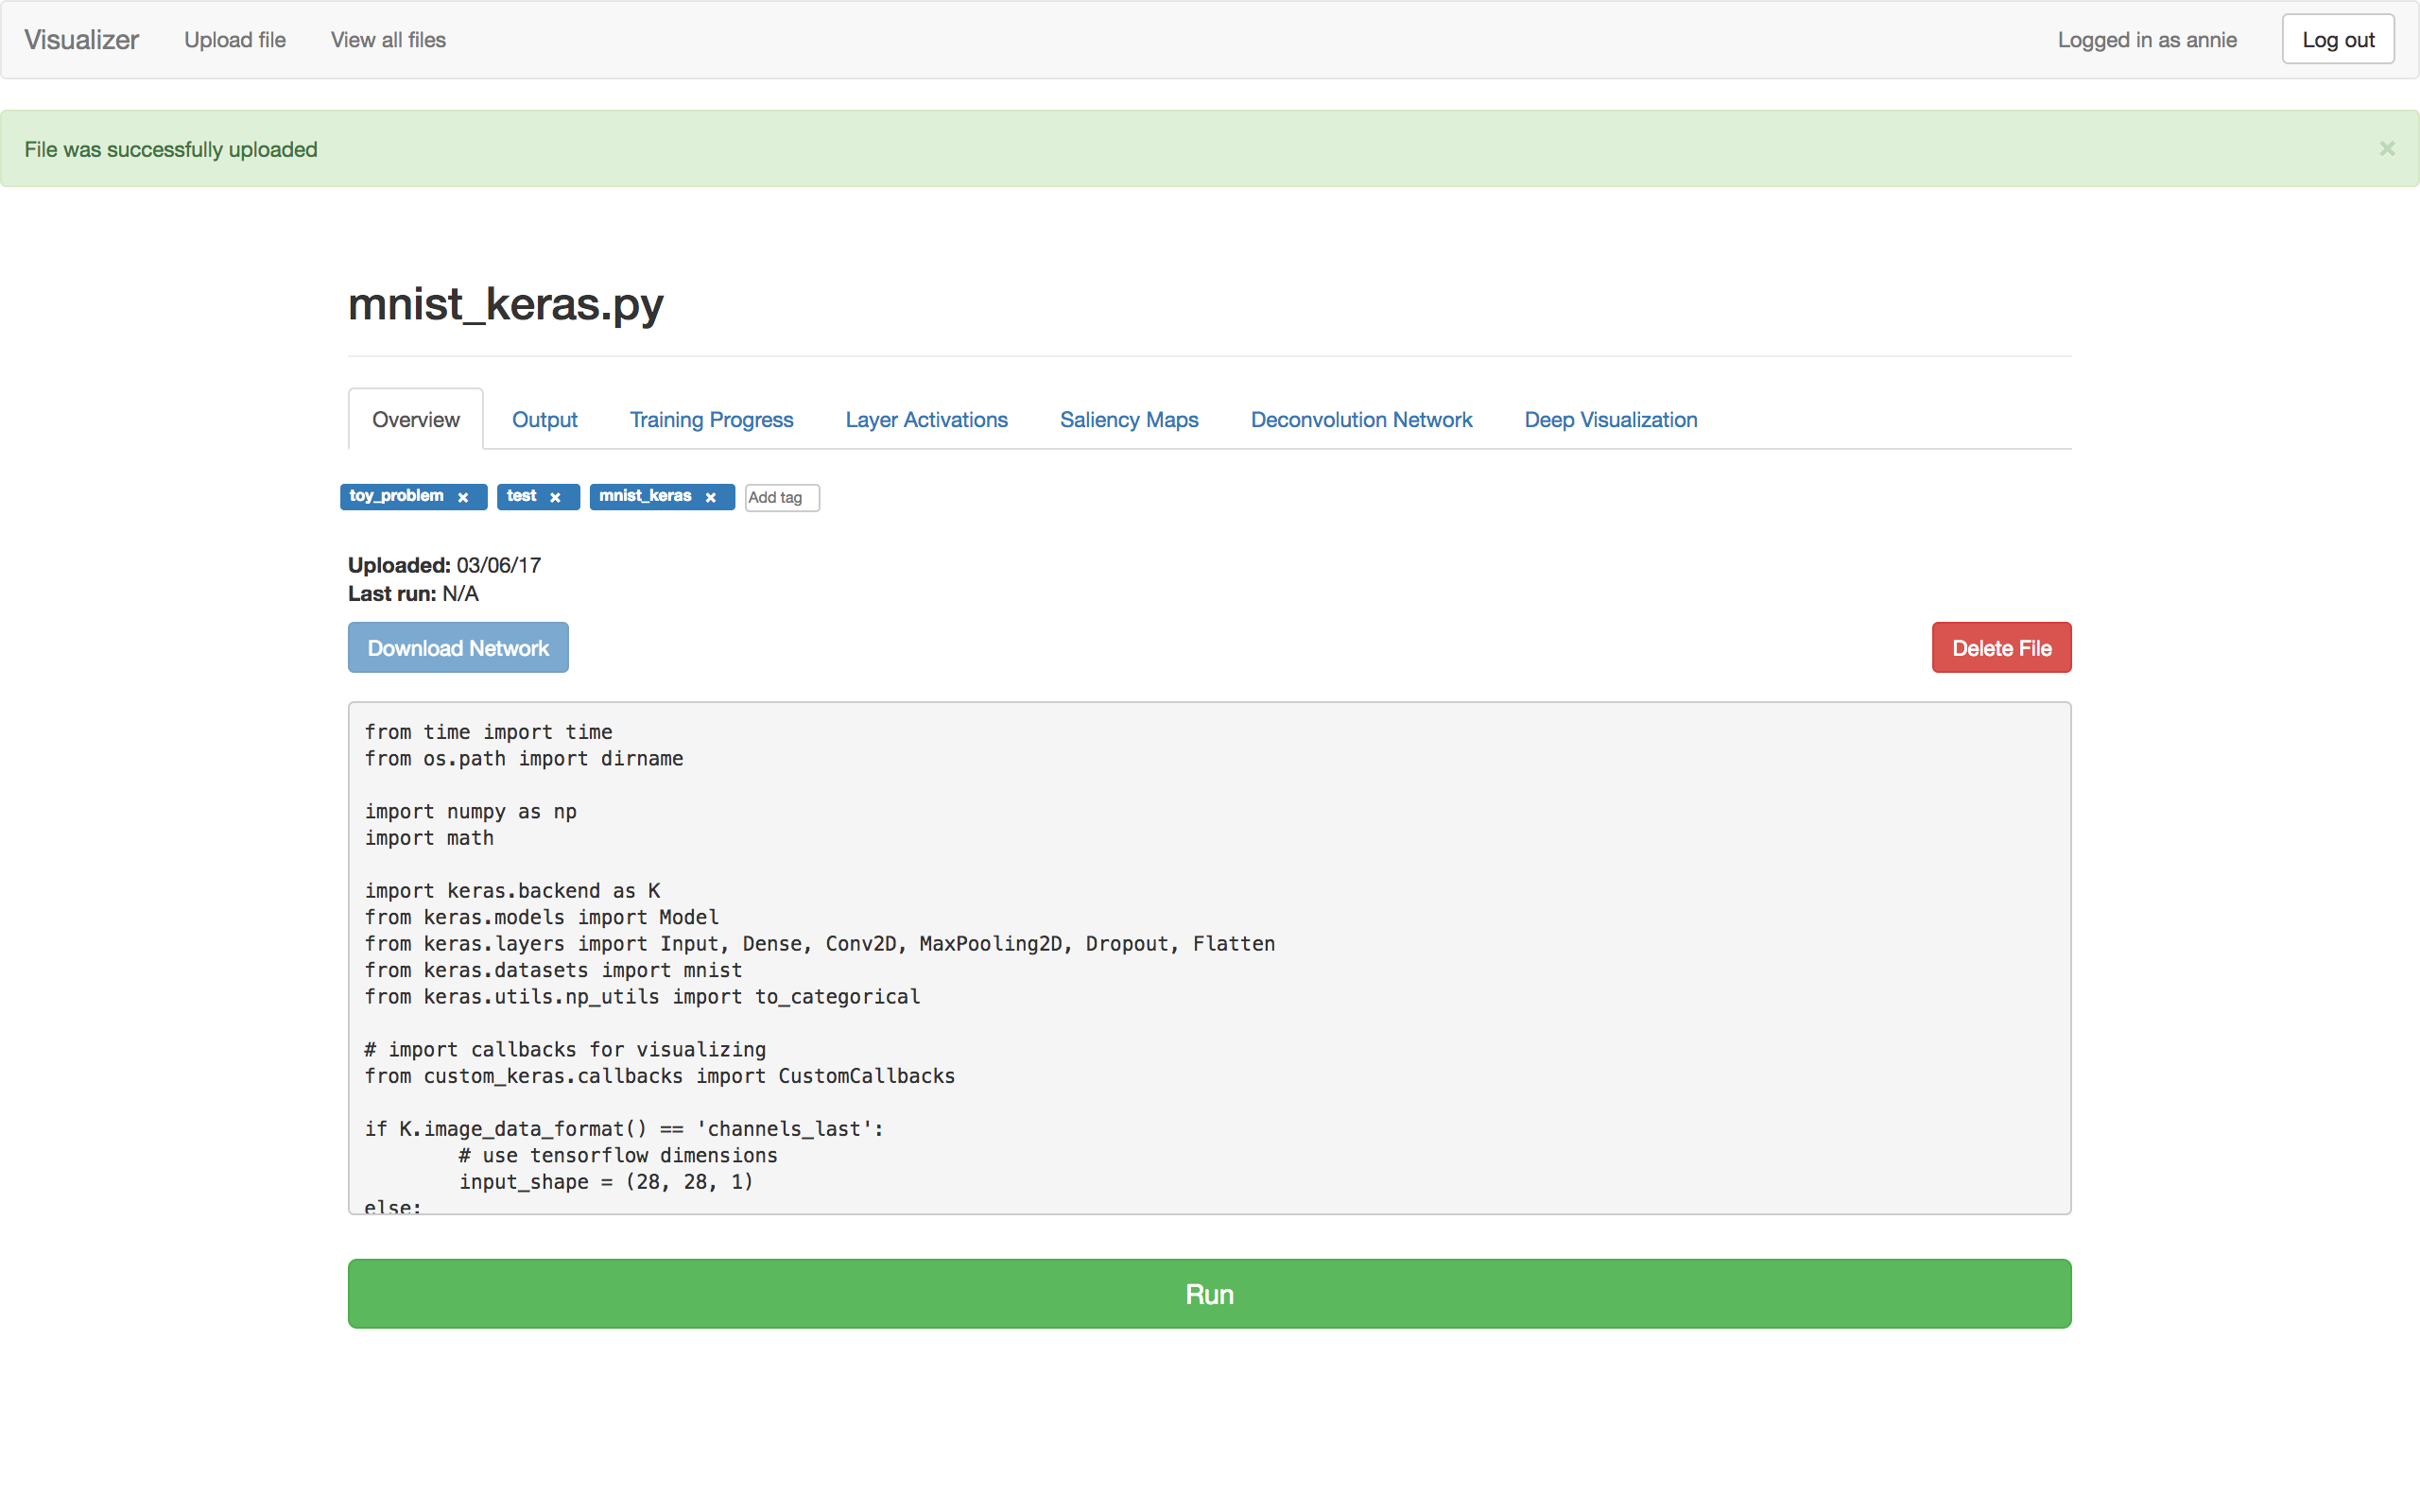 Visualizer Upload file View all files Logged in as annie Log out
File was successfully uploaded ×
mnist_keras.py
Overview Output Training Progress Layer Activations Saliency Maps Deconvolution Network Deep Visualization
toy_problem × test × mnist_keras × Add tag
Uploaded: 03/06/17
Last run: N/A
Download Network Delete File
from time import time
from os.path import dirname
import numpy as np
import math
import keras.backend as K
from keras.models import Model
from keras.layers import Input, Dense, Conv2D, MaxPooling2D, Dropout, Flatten
from keras.datasets import mnist
from keras.utils.np_utils import to_categorical
# import callbacks for visualizing
from custom_keras.callbacks import CustomCallbacks
if K.image_data_format() == 'channels_last':
        # use tensorflow dimensions
        input_shape = (28, 28, 1)
else:
Run